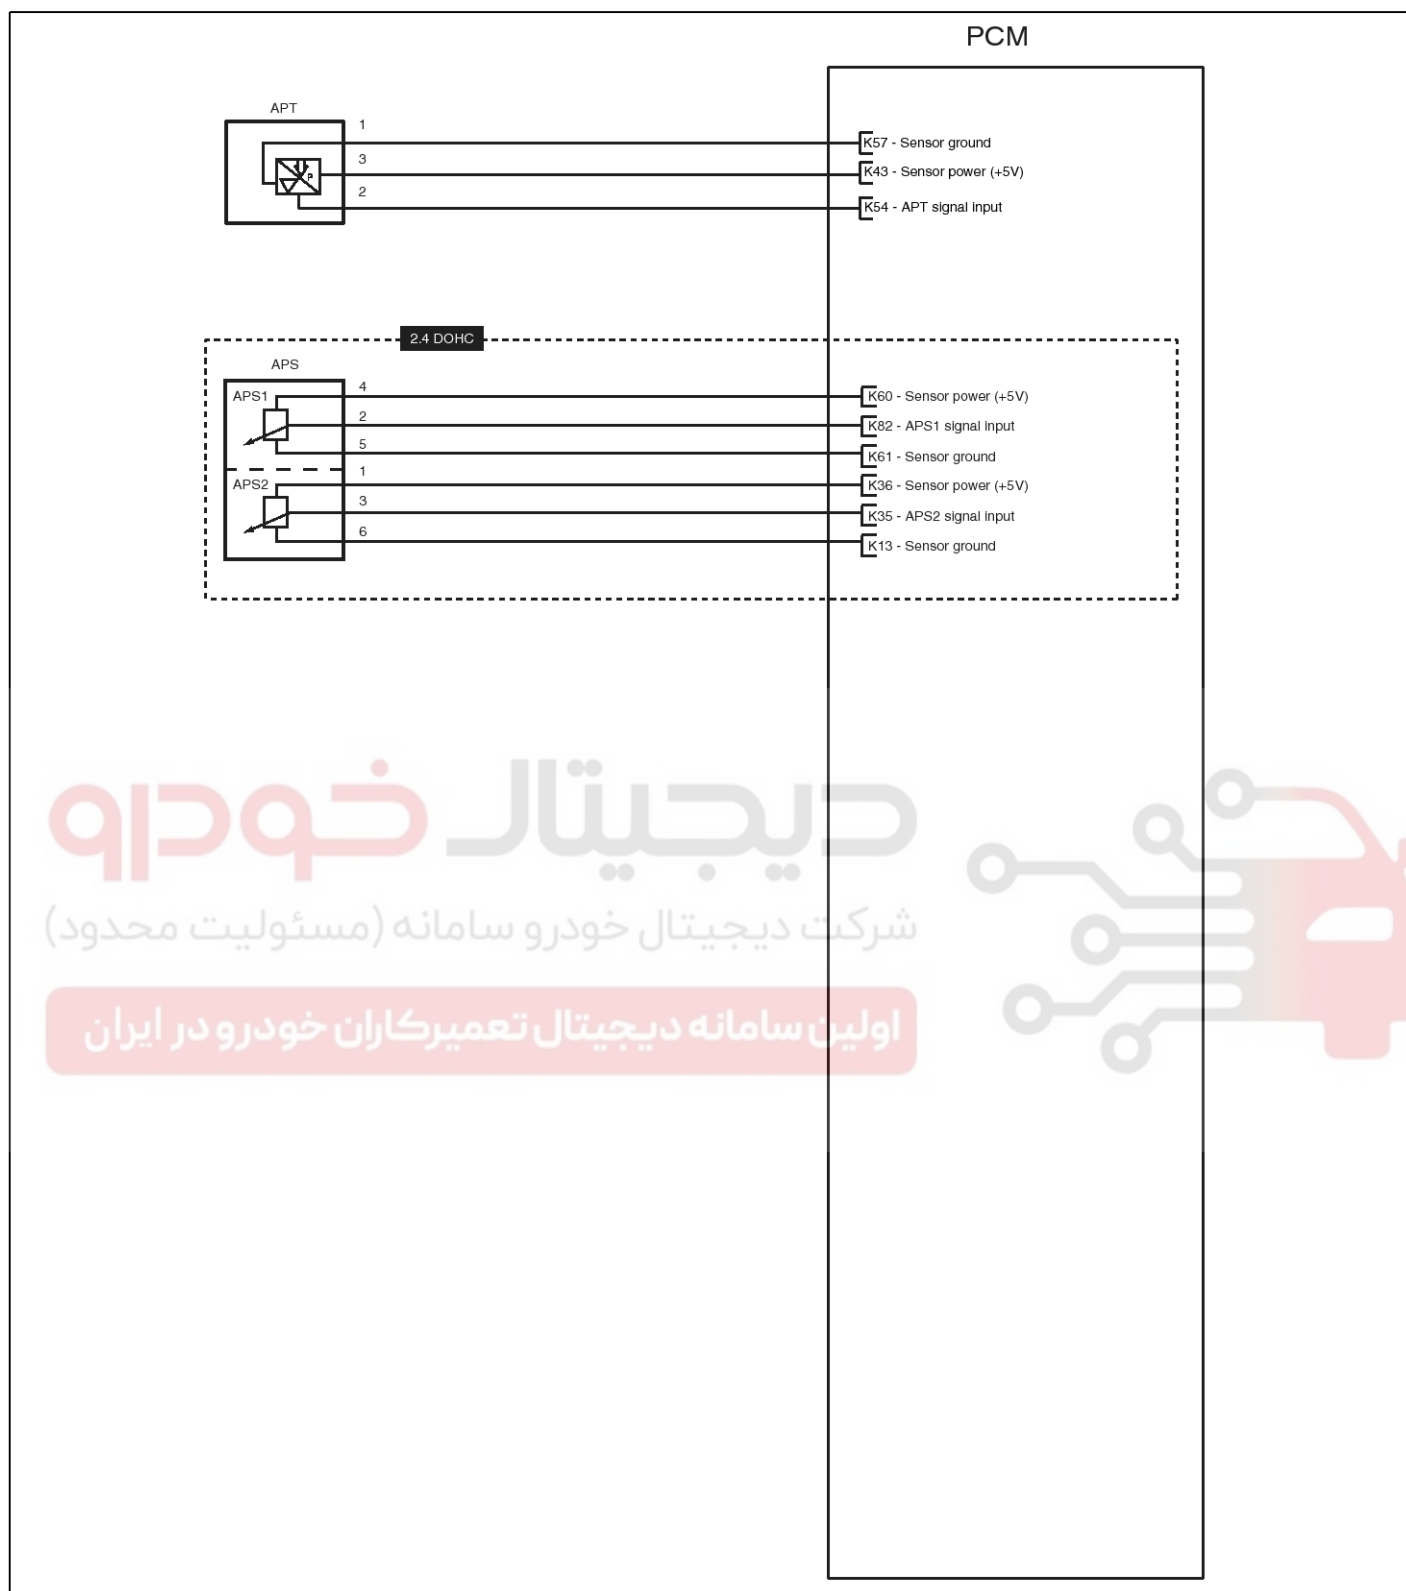 PCM
APT
1
K57 - Sensor ground
3
K43 - Sensor power (+5V)
2
K54 - APT signal input
P
2.4 DOHC
APS
APS1
4
K60 - Sensor power (+5V)
2
K82 - APS1 signal input
5
K61 - Sensor ground
APS2
1
K36 - Sensor power (+5V)
3
K35 - APS2 signal input
6
K13 - Sensor ground
دیجیتال خودرو
شرکت دیجیتال خودرو سامانه (مسئولیت محدود)
اولین سامانه دیجیتال تعمیرکاران خودرو در ایران